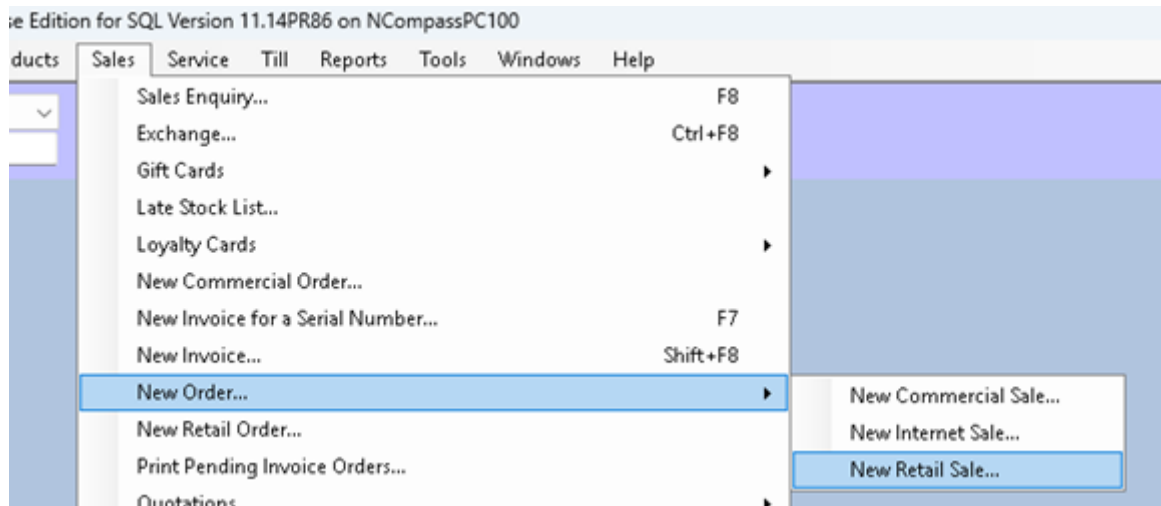 se Edition for SQL Version 11.14PR86 on NCompassPC100
ducts Sales Service Till Reports Tools Windows Help
Sales Enquiry... F8
Exchange... Ctrl+F8
Gift Cards
Late Stock List...
Loyalty Cards
New Commercial Order...
New Invoice for a Serial Number... F7
New Invoice... Shift+F8
New Order...
New Commercial Sale...
New Retail Order...
New Internet Sale...
Print Pending Invoice Orders...
New Retail Sale...
Quotations